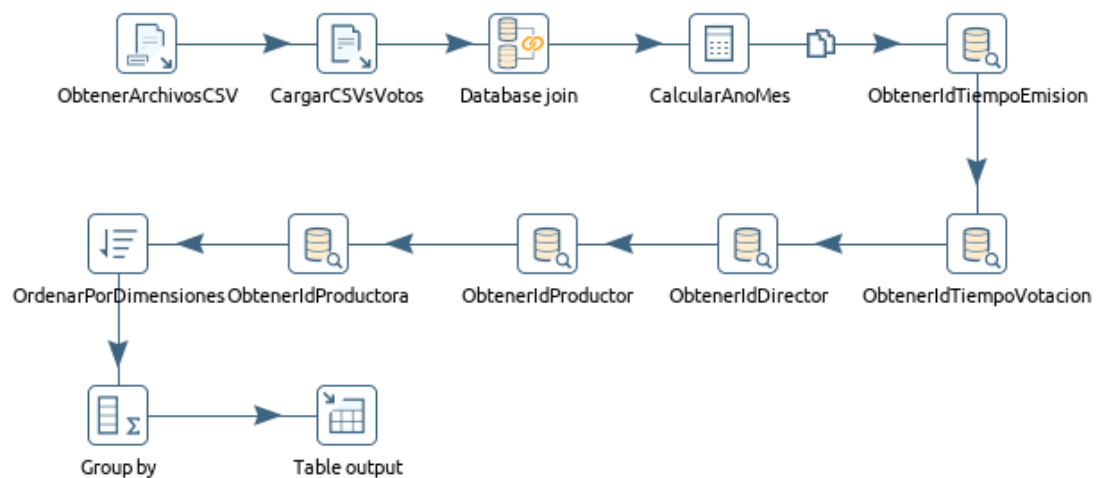 ObtenerArchivosCSV
CargarCSVsVotos
Database join
CalcularAnoMes
ObtenerIdTiempoEmision
OrdenarPorDimensiones
ObtenerIdProductora
ObtenerIdProductor
ObtenerIdDirector
ObtenerIdTiempoVotacion
Group by
Table output